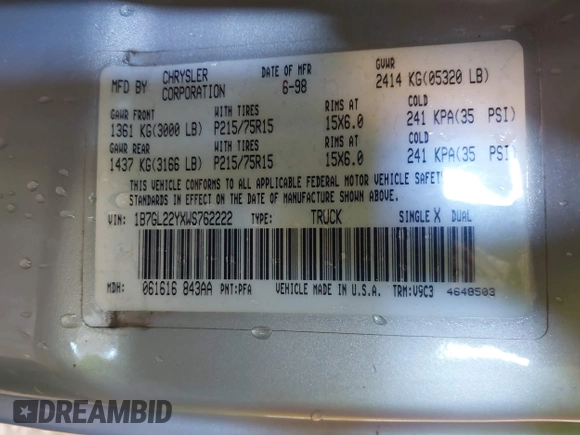 MFD BY CHRYSLER CORPORATION DATE OF MFR 6-98 GVWR 2414 KG(05320 LB)
GAWR FRONT WITH TIRES RIMS AT COLD
1361 KG(3000 LB) P215/75R15 15X6.0 241 KPA(35 PSI)
GAWR REAR WITH TIRES RIMS AT COLD
1437 KG(3166 LB) P215/75R15 15X6.0 241 KPA(35 PSI)
THIS VEHICLE CONFORMS TO ALL APPLICABLE FEDERAL MOTOR VEHICLE SAFETY
STANDARDS IN EFFECT ON THE DATE OF MANUFACTURE SHOWN ABOVE.
VIN: 1B7GL22YXWS762222 TYPE: TRUCK SINGLE X DUAL
MDH: 061616 843AA PNT:PFA VEHICLE MADE IN U.S.A. TRM:V9C3 4648503
DREAMBID